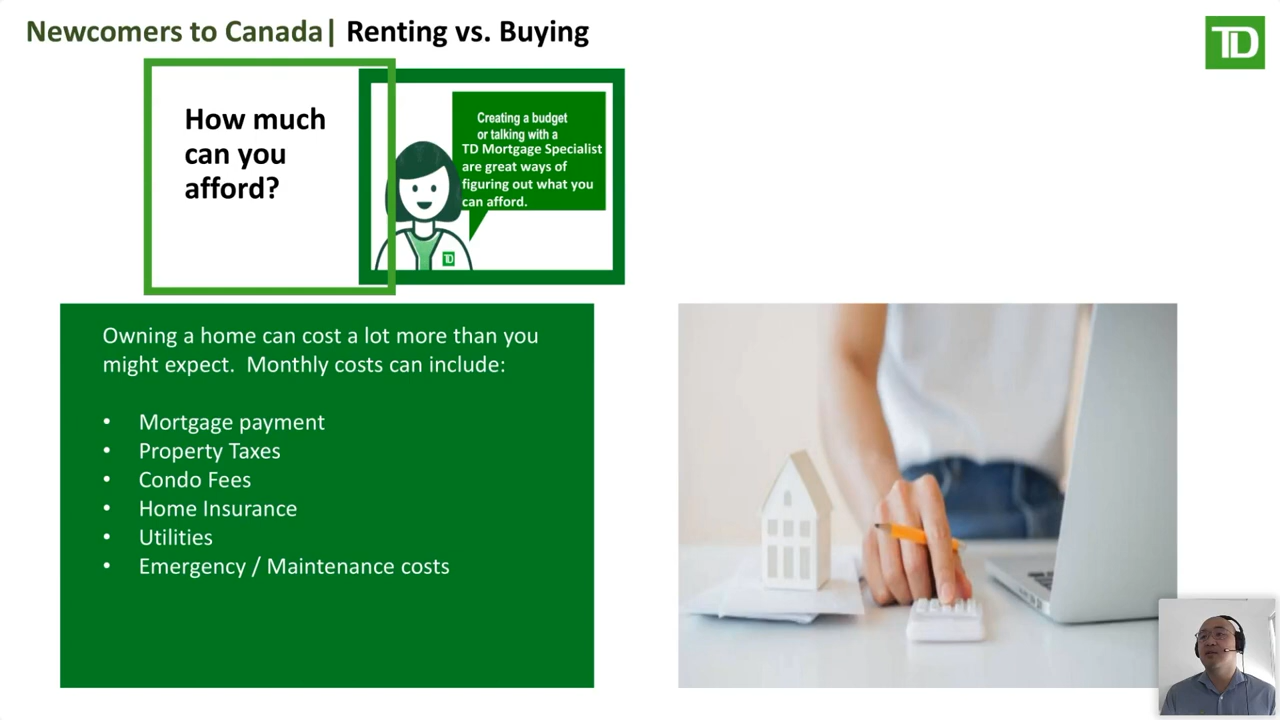 Newcomers to Canada| Renting vs. Buying
TD
How much
can you
afford?
Creating a budget
or talking with a
TD Mortgage Specialist
are great ways of
figuring out what you
can afford.
TD
Owning a home can cost a lot more than you
might expect. Monthly costs can include:
• Mortgage payment
• Property Taxes
• Condo Fees
• Home Insurance
• Utilities
• Emergency / Maintenance costs